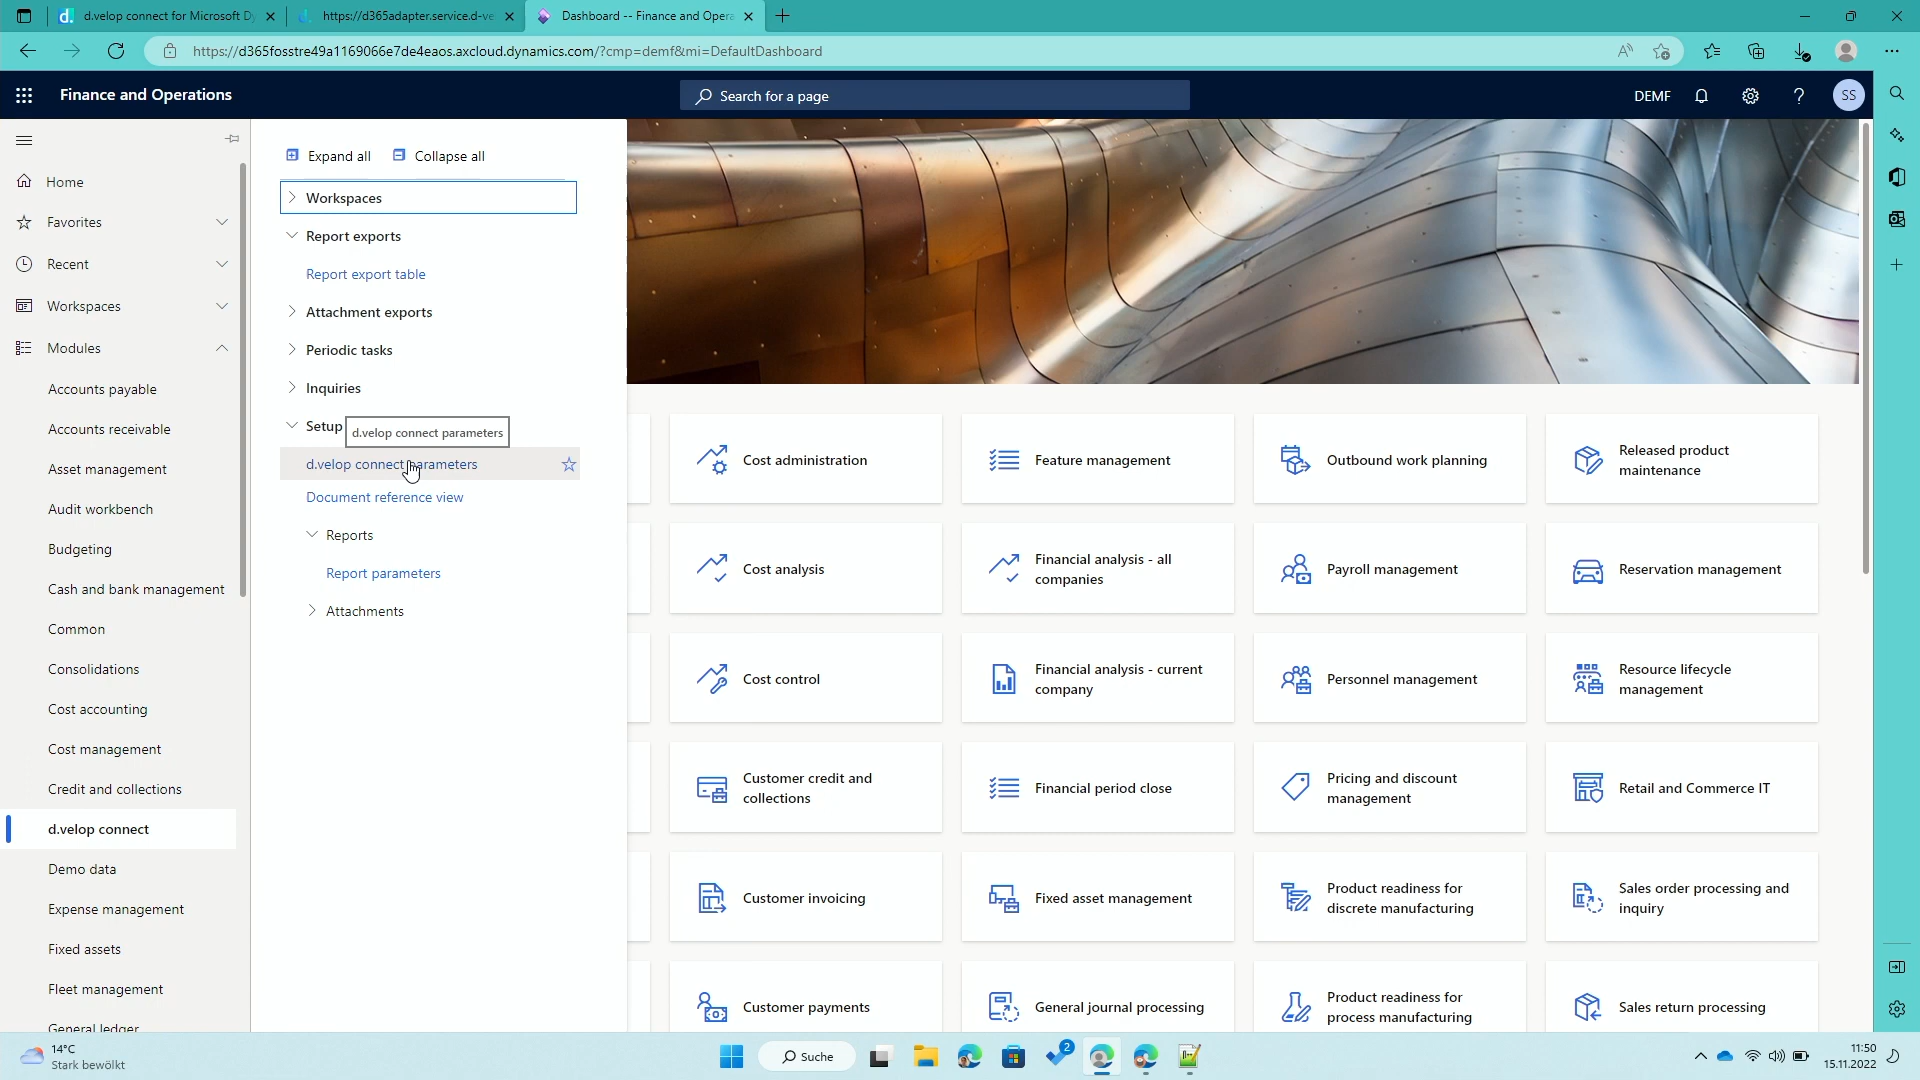 d.velop connect for Microsoft Dy
https://d365adapter.service.d-ve
Dashboard -- Finance and Opera
https://d365fosstre49a1169066e7de4eaos.axcloud.dynamics.com/?cmp=demf&mi=DefaultDashboard
Finance and Operations
Search for a page
DEMF
SS
Home
Favorites
Recent
Workspaces
Modules
Accounts payable
Accounts receivable
Asset management
Audit workbench
Budgeting
Cash and bank management
Common
Consolidations
Cost accounting
Cost management
Credit and collections
d.velop connect
Demo data
Expense management
Fixed assets
Fleet management
General ledger
Expand all
Collapse all
Workspaces
Report exports
Report export table
Attachment exports
Periodic tasks
Inquiries
Setup
d.velop connect parameters
d.velop connect parameters
Document reference view
Reports
Report parameters
Attachments
Cost administration
Feature management
Outbound work planning
Released product
maintenance
Cost analysis
Financial analysis - all
companies
Payroll management
Reservation management
Cost control
Financial analysis - current
company
Personnel management
Resource lifecycle
management
Customer credit and
collections
Financial period close
Pricing and discount
management
Retail and Commerce IT
Customer invoicing
Fixed asset management
Product readiness for
discrete manufacturing
Sales order processing and
inquiry
Customer payments
General journal processing
Product readiness for
process manufacturing
Sales return processing
14°C
Stark bewölkt
Suche
2
11:50
15.11.2022